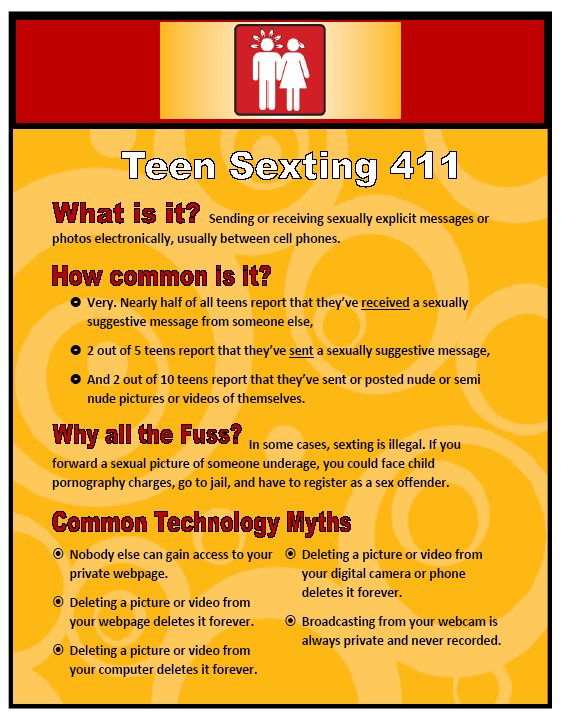 Teen Sexting 411
What is it? Sending or receiving sexually explicit messages or
photos electronically, usually between cell phones.
How common is it?
Very. Nearly half of all teens report that they've received a sexually
suggestive message from someone else,
2 out of 5 teens report that they've sent a sexually suggestive message,
And 2 out of 10 teens report that they've sent or posted nude or semi
nude pictures or videos of themselves.
Why all the Fuss? In some cases, sexting is illegal. If you
forward a sexual picture of someone underage, you could face child
pornography charges, go to jail, and have to register as a sex offender.
Common Technology Myths
Nobody else can gain access to your
private webpage.
Deleting a picture or video from
your webpage deletes it forever.
Deleting a picture or video from
your computer deletes it forever.
Deleting a picture or video from
your digital camera or phone
deletes it forever.
Broadcasting from your webcam is
always private and never recorded.